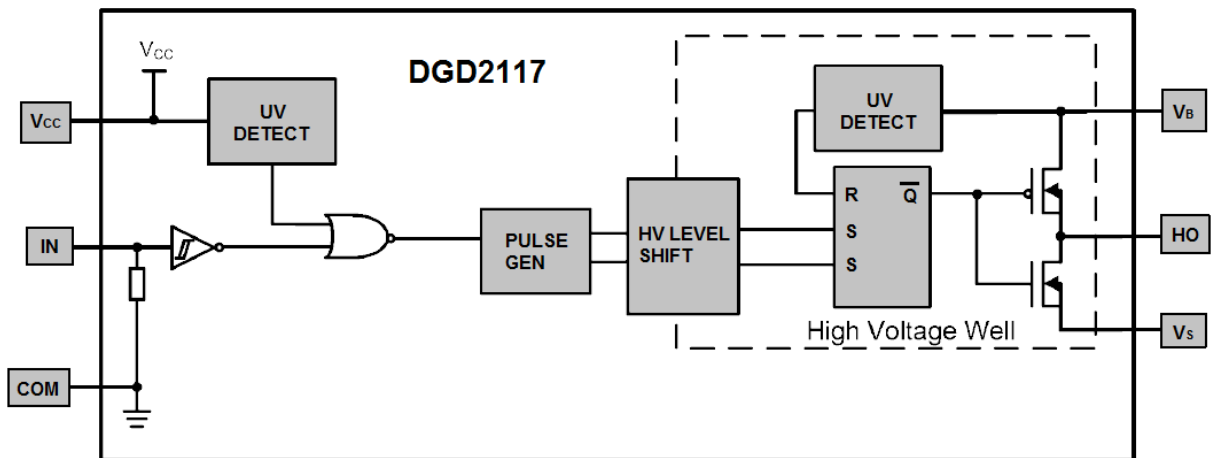 DGD2117
VCC
VCC
UV
DETECT
UV
DETECT
VB
IN
PULSE
GEN
HV LEVEL
SHIFT
R
Q̅
S
S
HO
High Voltage Well
VS
COM